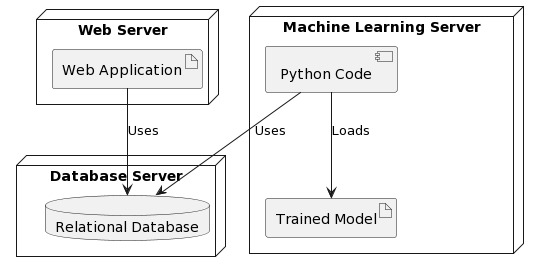 Web Server
Machine Learning Server
Web Application
Python Code
Uses
Uses
Loads
Database Server
Relational Database
Trained Model